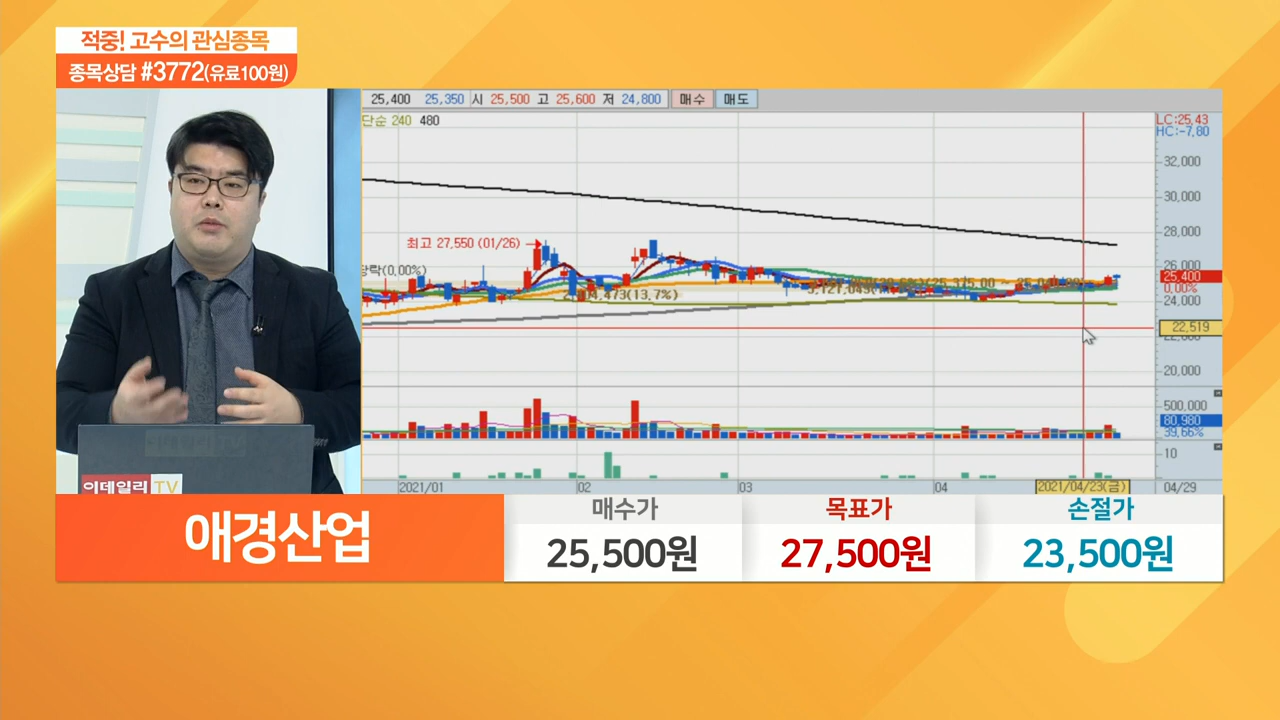 적중! 고수의 관심종목
종목상담 #3772(유료100원)
25,400 25,350 시 25,500 고 25,600 저 24,800 매수 매도
단순 240 480
LC:25,43
HC:-7,80
32,000
30,000
28,000
최고 27,550 (01/26)
26,000
25,400
0.00%
24,000
22,519
22,000
20,000
500,000
80,980
39,66%
10
2021/01 02 03 04 2021/04/23(금) 04/29
이데일리 TV
애경산업
매수가 목표가 손절가
25,500원 27,500원 23,500원